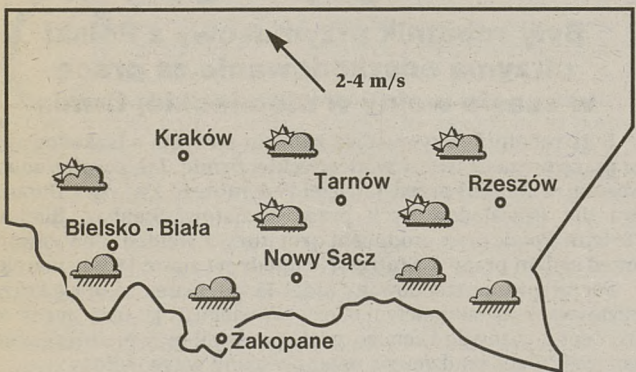 2-4 m/s
Kraków
Tarnów
Rzeszów
Bielsko - Biała
Nowy Sącz
Zakopane